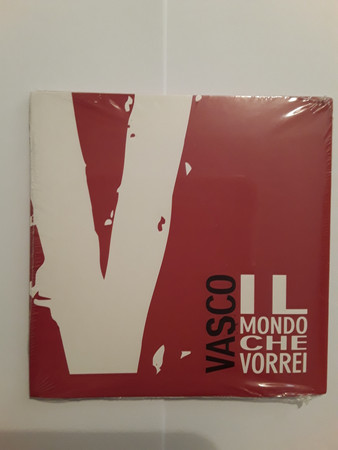 V
VASCO
IL
MONDO
CHE
VORREI